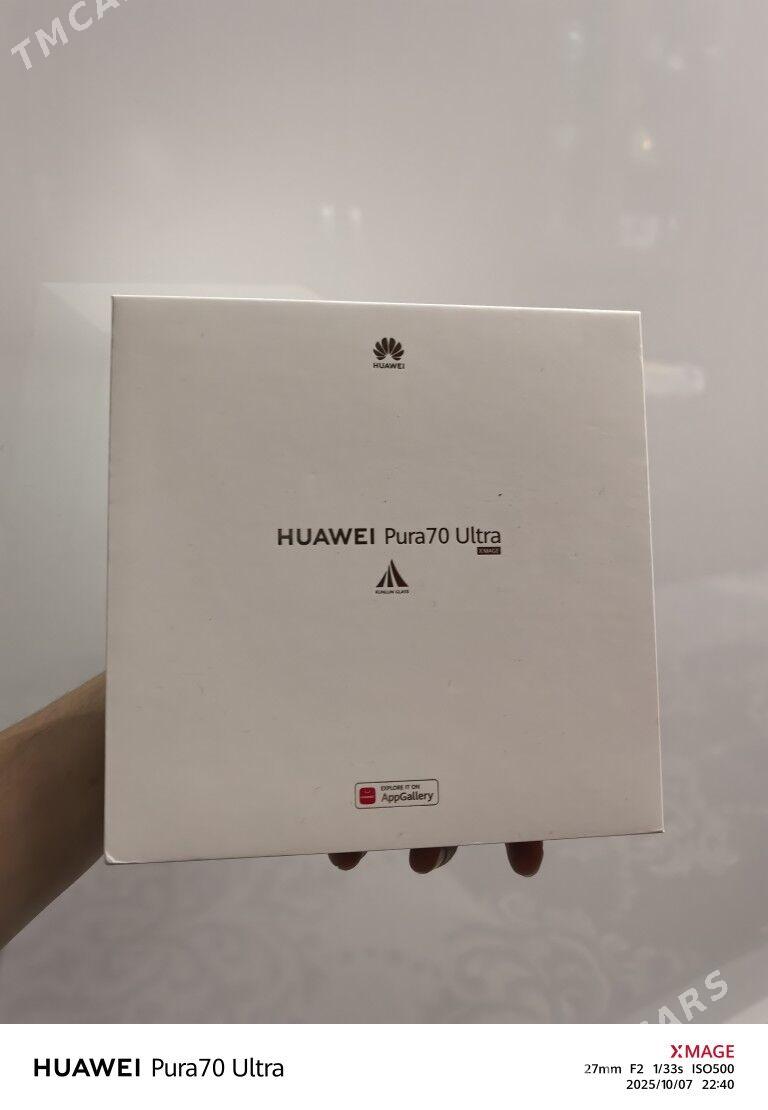 TMCA
HUAWEI
HUAWEI Pura70 Ultra
XMAGE
KUNLUN GLASS
EXPLORE IT ON
AppGallery
ARS
HUAWEI Pura70 Ultra
XMAGE
27mm F2 1/33s ISO500
2025/10/07 22:40